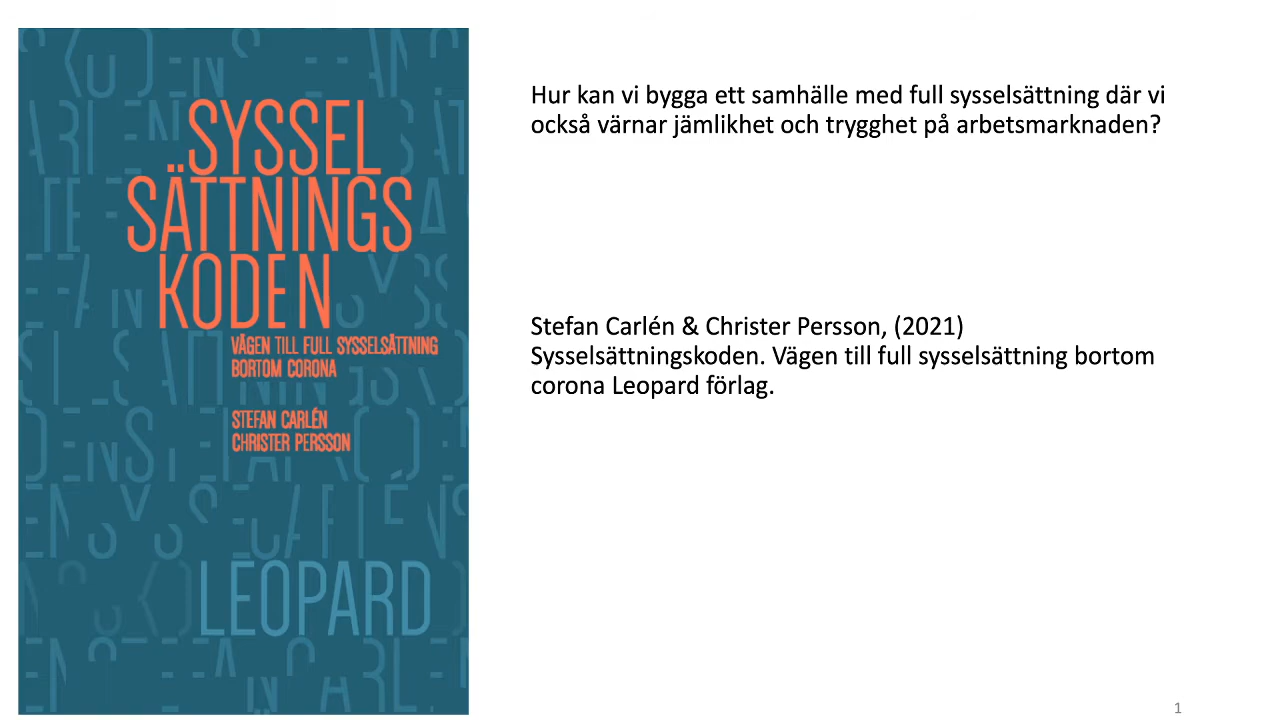 SYSSEL
SÄTTNINGS
KODEN
VÄGEN TILL FULL SYSSELSÄTTNING
BORTOM CORONA
STEFAN CARLÉN
CHRISTER PERSSON
LEOPARD
Hur kan vi bygga ett samhälle med full sysselsättning där vi
också värnar jämlikhet och trygghet på arbetsmarknaden?
Stefan Carlén & Christer Persson, (2021)
Sysselsättningskoden. Vägen till full sysselsättning bortom
corona Leopard förlag.
1